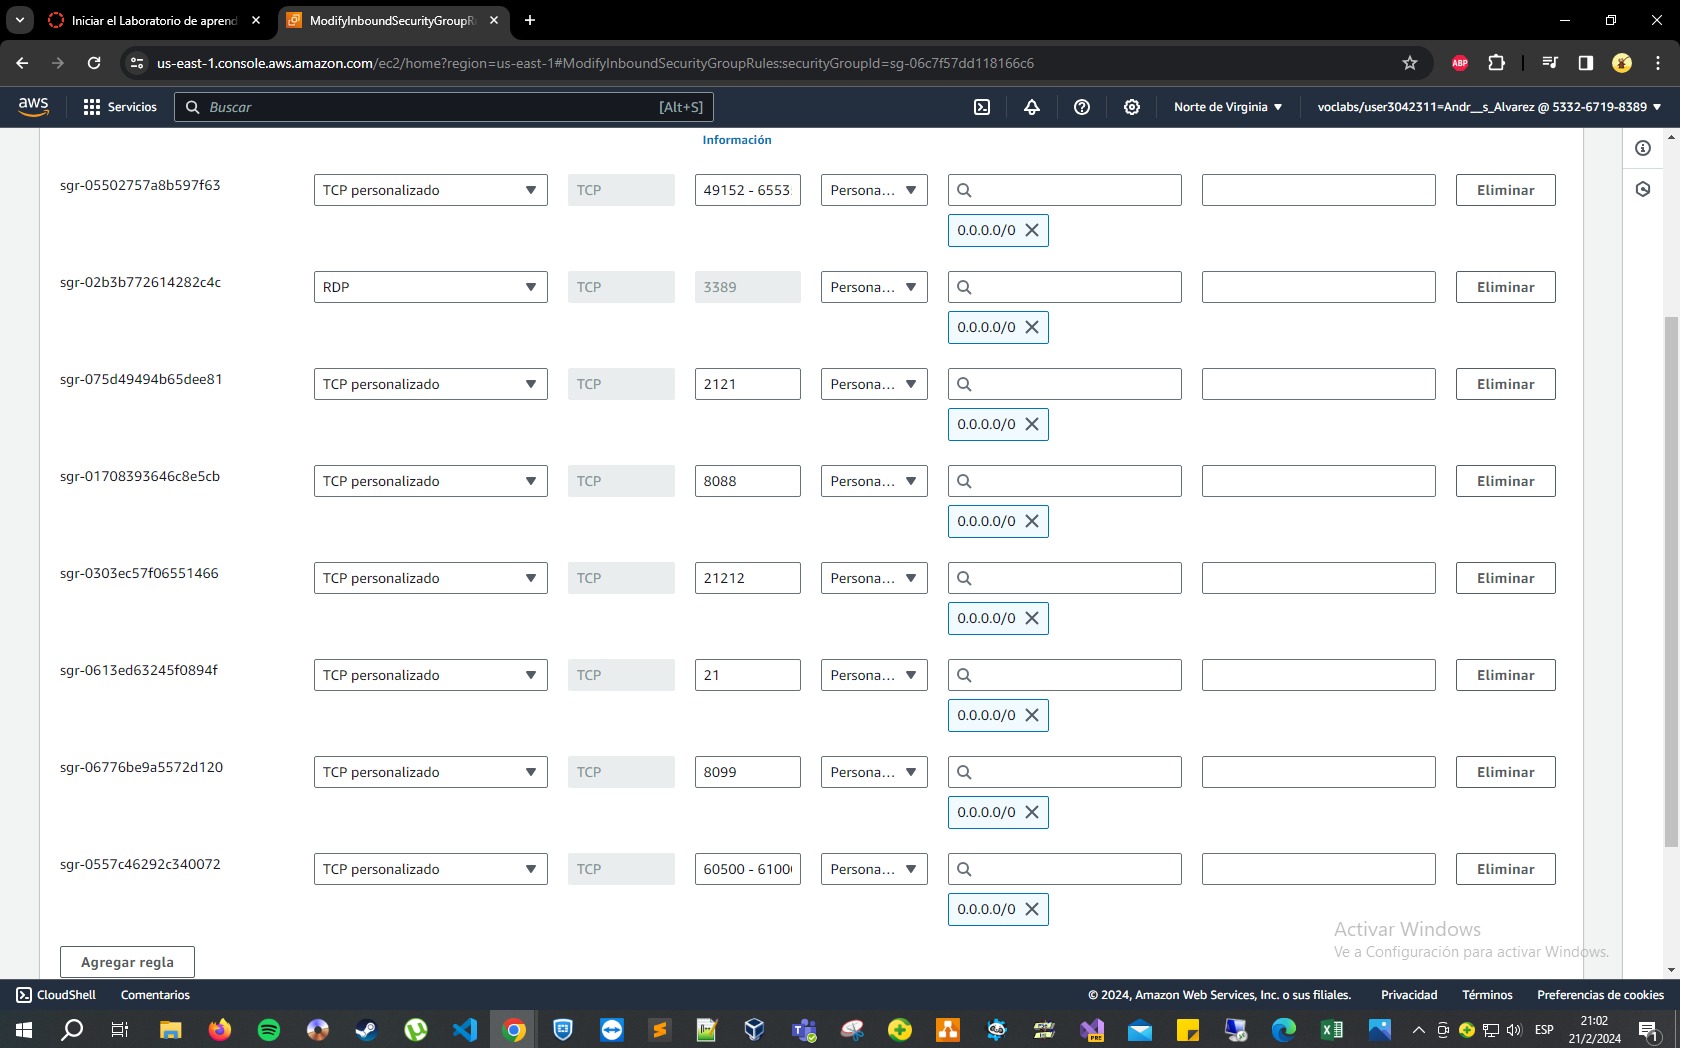 Iniciar el Laboratorio de aprend
ModifyInboundSecurityGroupRu
us-east-1.console.aws.amazon.com/ec2/home?region=us-east-1#ModifyInboundSecurityGroupRules:securityGroupId=sg-06c7f57dd118166c6
ABP
aws
Servicios
Buscar
[Alt+S]
Norte de Virginia
voclabs/user3042311=Andr__s_Alvarez @ 5332-6719-8389
Información
sgr-05502757a8b597f63 TCP personalizado TCP 49152 - 6553 Persona... Eliminar
0.0.0.0/0
sgr-02b3b772614282c4c RDP TCP 3389 Persona... Eliminar
0.0.0.0/0
sgr-075d49494b65dee81 TCP personalizado TCP 2121 Persona... Eliminar
0.0.0.0/0
sgr-01708393646c8e5cb TCP personalizado TCP 8088 Persona... Eliminar
0.0.0.0/0
sgr-0303ec57f06551466 TCP personalizado TCP 21212 Persona... Eliminar
0.0.0.0/0
sgr-0613ed63245f0894f TCP personalizado TCP 21 Persona... Eliminar
0.0.0.0/0
sgr-06776be9a5572d120 TCP personalizado TCP 8099 Persona... Eliminar
0.0.0.0/0
sgr-0557c46292c340072 TCP personalizado TCP 60500 - 6100 Persona... Eliminar
0.0.0.0/0
Agregar regla
Activar Windows
Ve a Configuración para activar Windows.
CloudShell Comentarios © 2024, Amazon Web Services, Inc. o sus filiales. Privacidad Términos Preferencias de cookies
ESP
21:02
21/2/2024
1